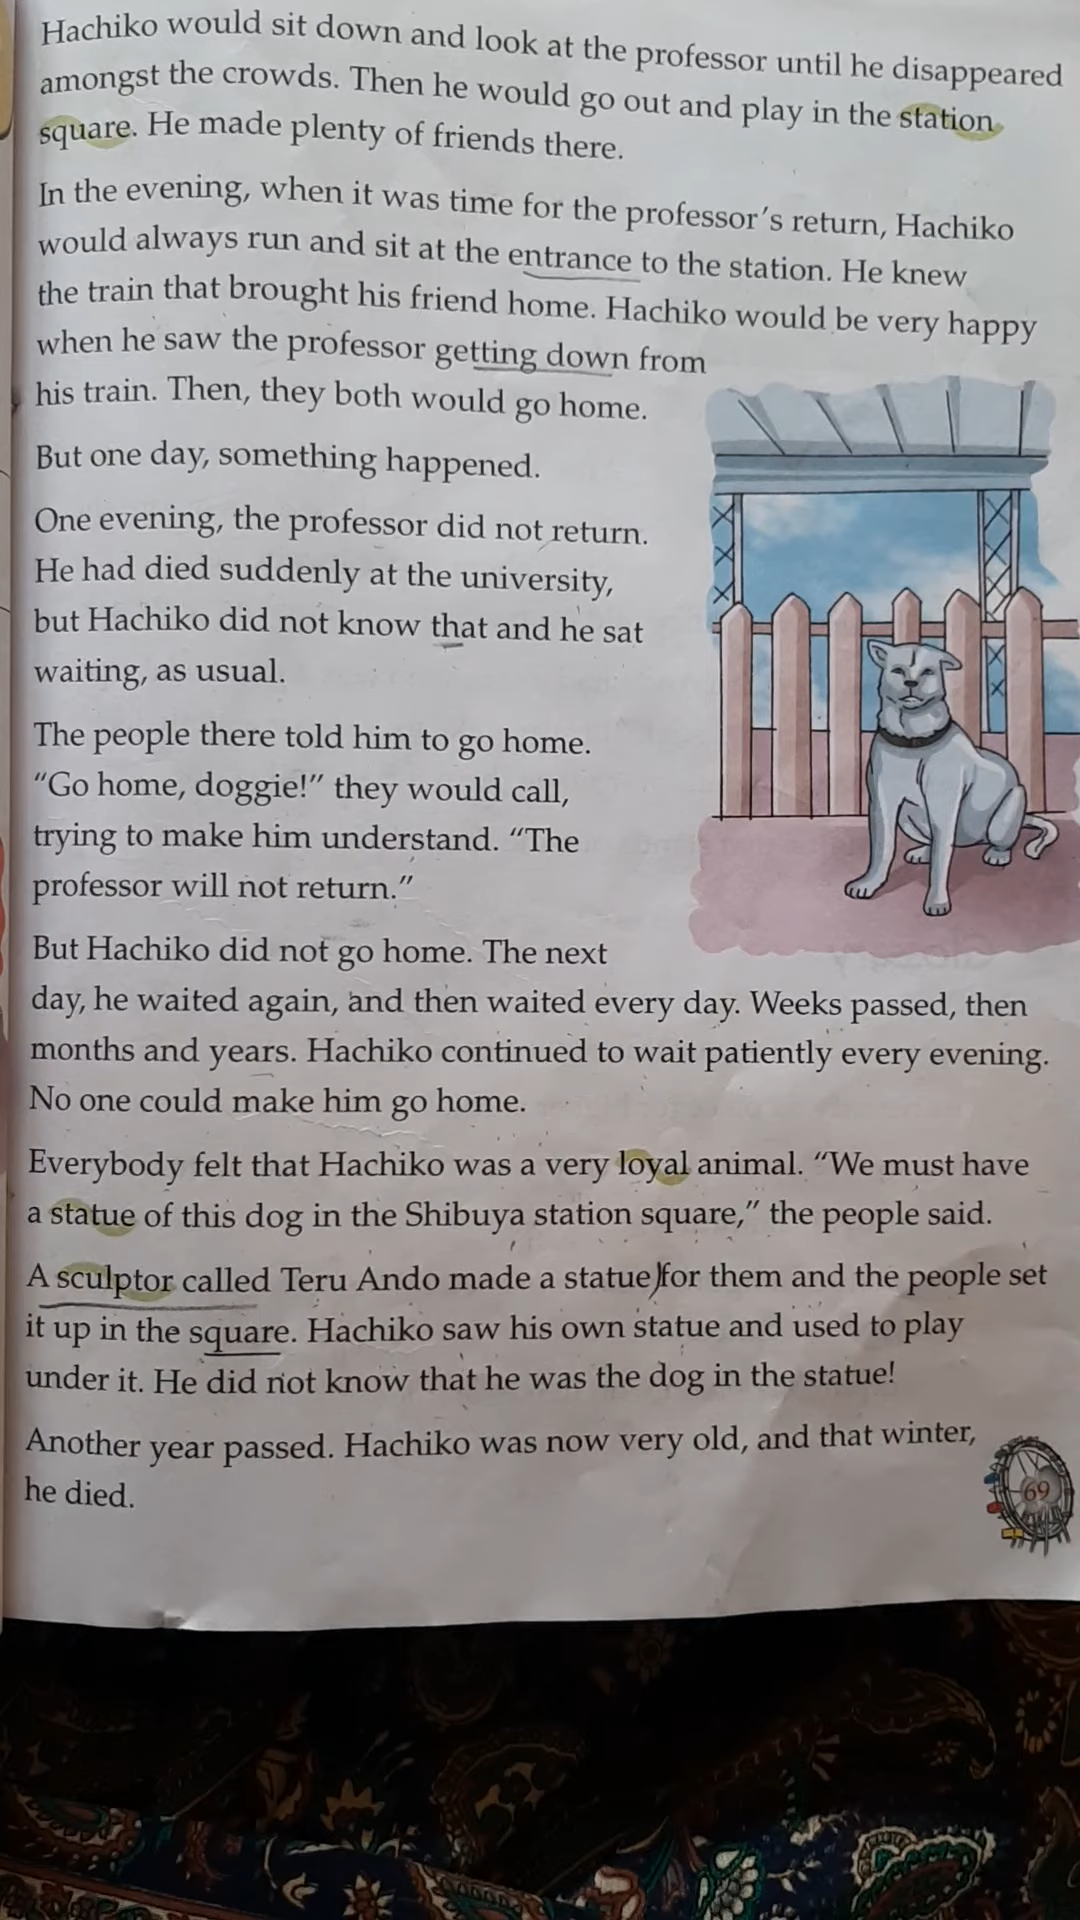 Hachiko would sit down and look at the professor until he disappeared
amongst the crowds. Then he would go out and play in the station
square. He made plenty of friends there.
In the evening, when it was time for the professor's return, Hachiko
would always run and sit at the entrance to the station. He knew
the train that brought his friend home. Hachiko would be very happy
when he saw the professor getting down from
his train. Then, they both would go home.
But one day, something happened.
One evening, the professor did not return.
He had died suddenly at the university,
but Hachiko did not know that and he sat
waiting, as usual.
The people there told him to go home.
"Go home, doggie!" they would call,
trying to make him understand. "The
professor will not return."
But Hachiko did not go home. The next
day, he waited again, and then waited every day. Weeks passed, then
months and years. Hachiko continued to wait patiently every evening.
No one could make him go home.
Everybody felt that Hachiko was a very loyal animal. "We must have
a statue of this dog in the Shibuya station square," the people said.
A sculptor called Teru Ando made a statue for them and the people set
it up in the square. Hachiko saw his own statue and used to play
under it. He did not know that he was the dog in the statue!
Another year passed. Hachiko was now very old, and that winter,
he died.
69